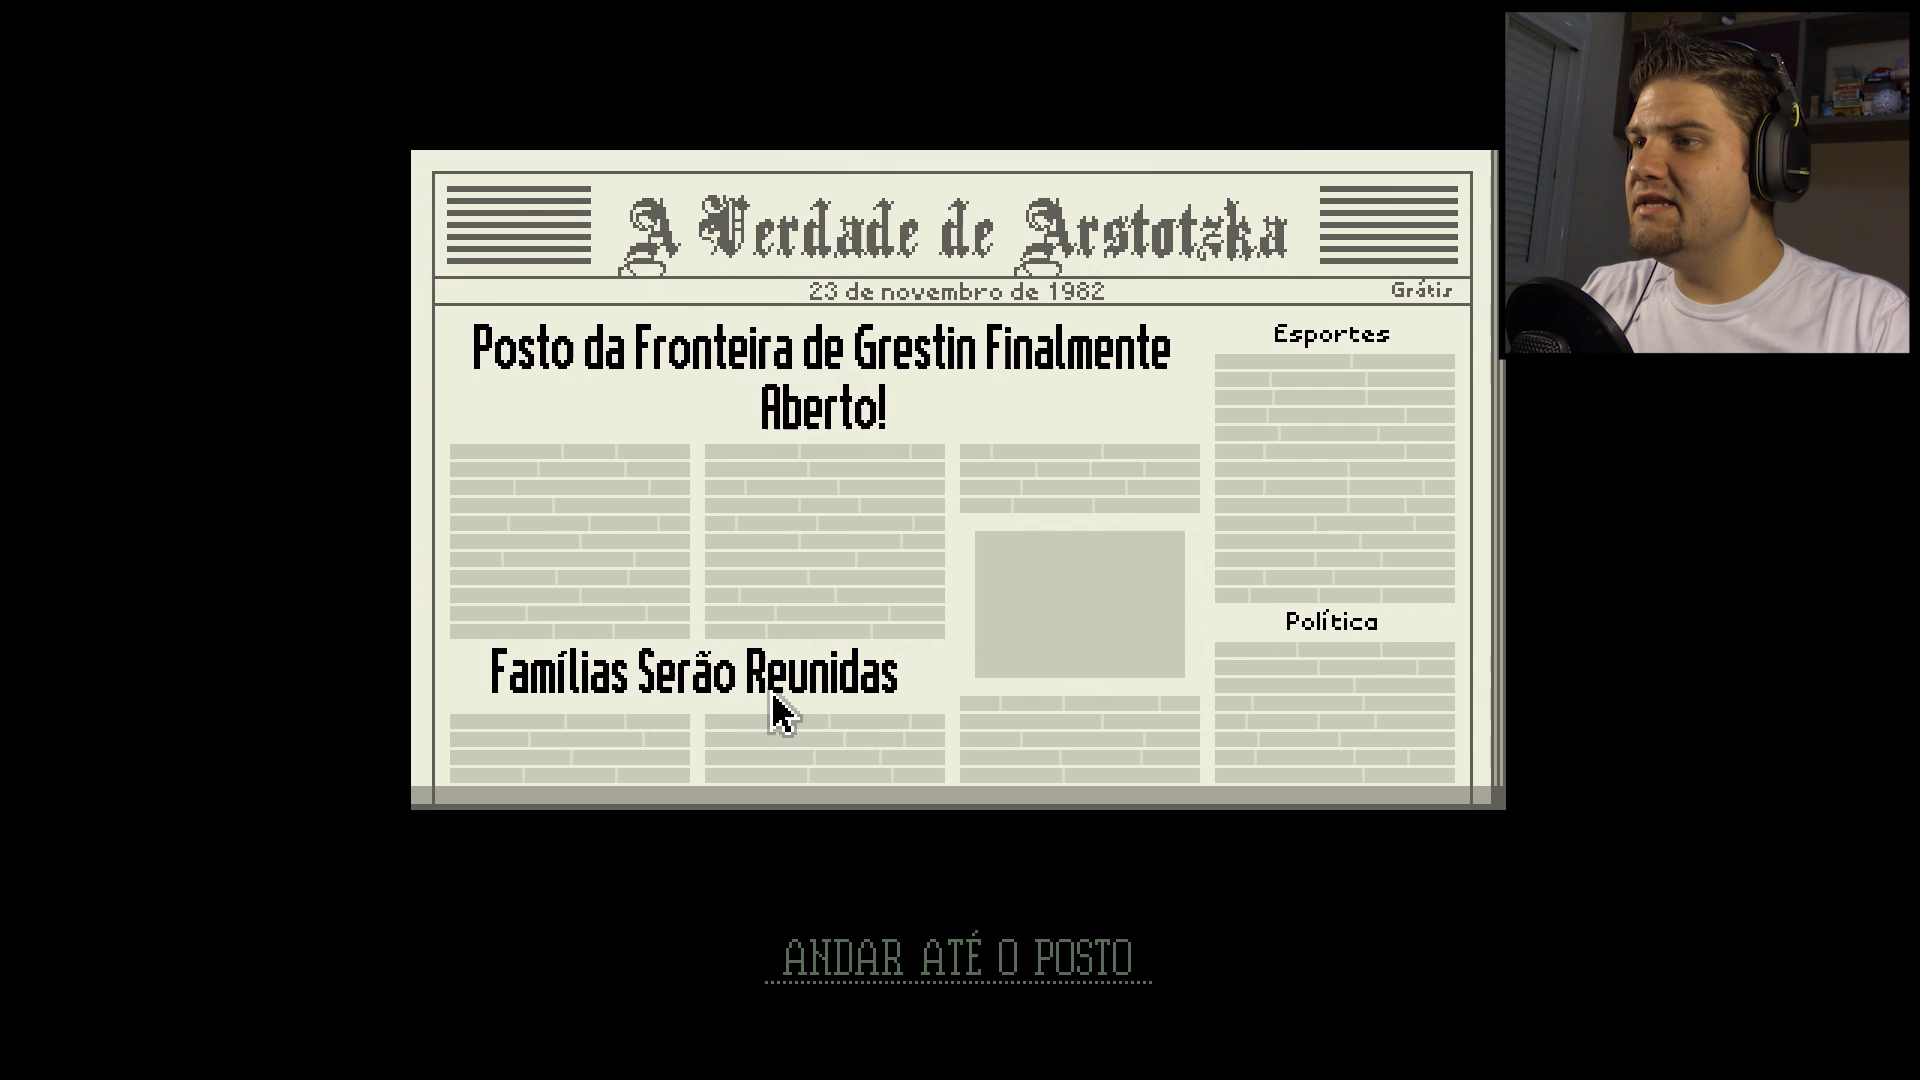 A Verdade de Arstotzka
23 de novembro de 1982
Grátis
Posto da Fronteira de Grestin Finalmente
Aberto!
Esportes
Política
Famílias Serão Reunidas
ANDAR ATÉ O POSTO